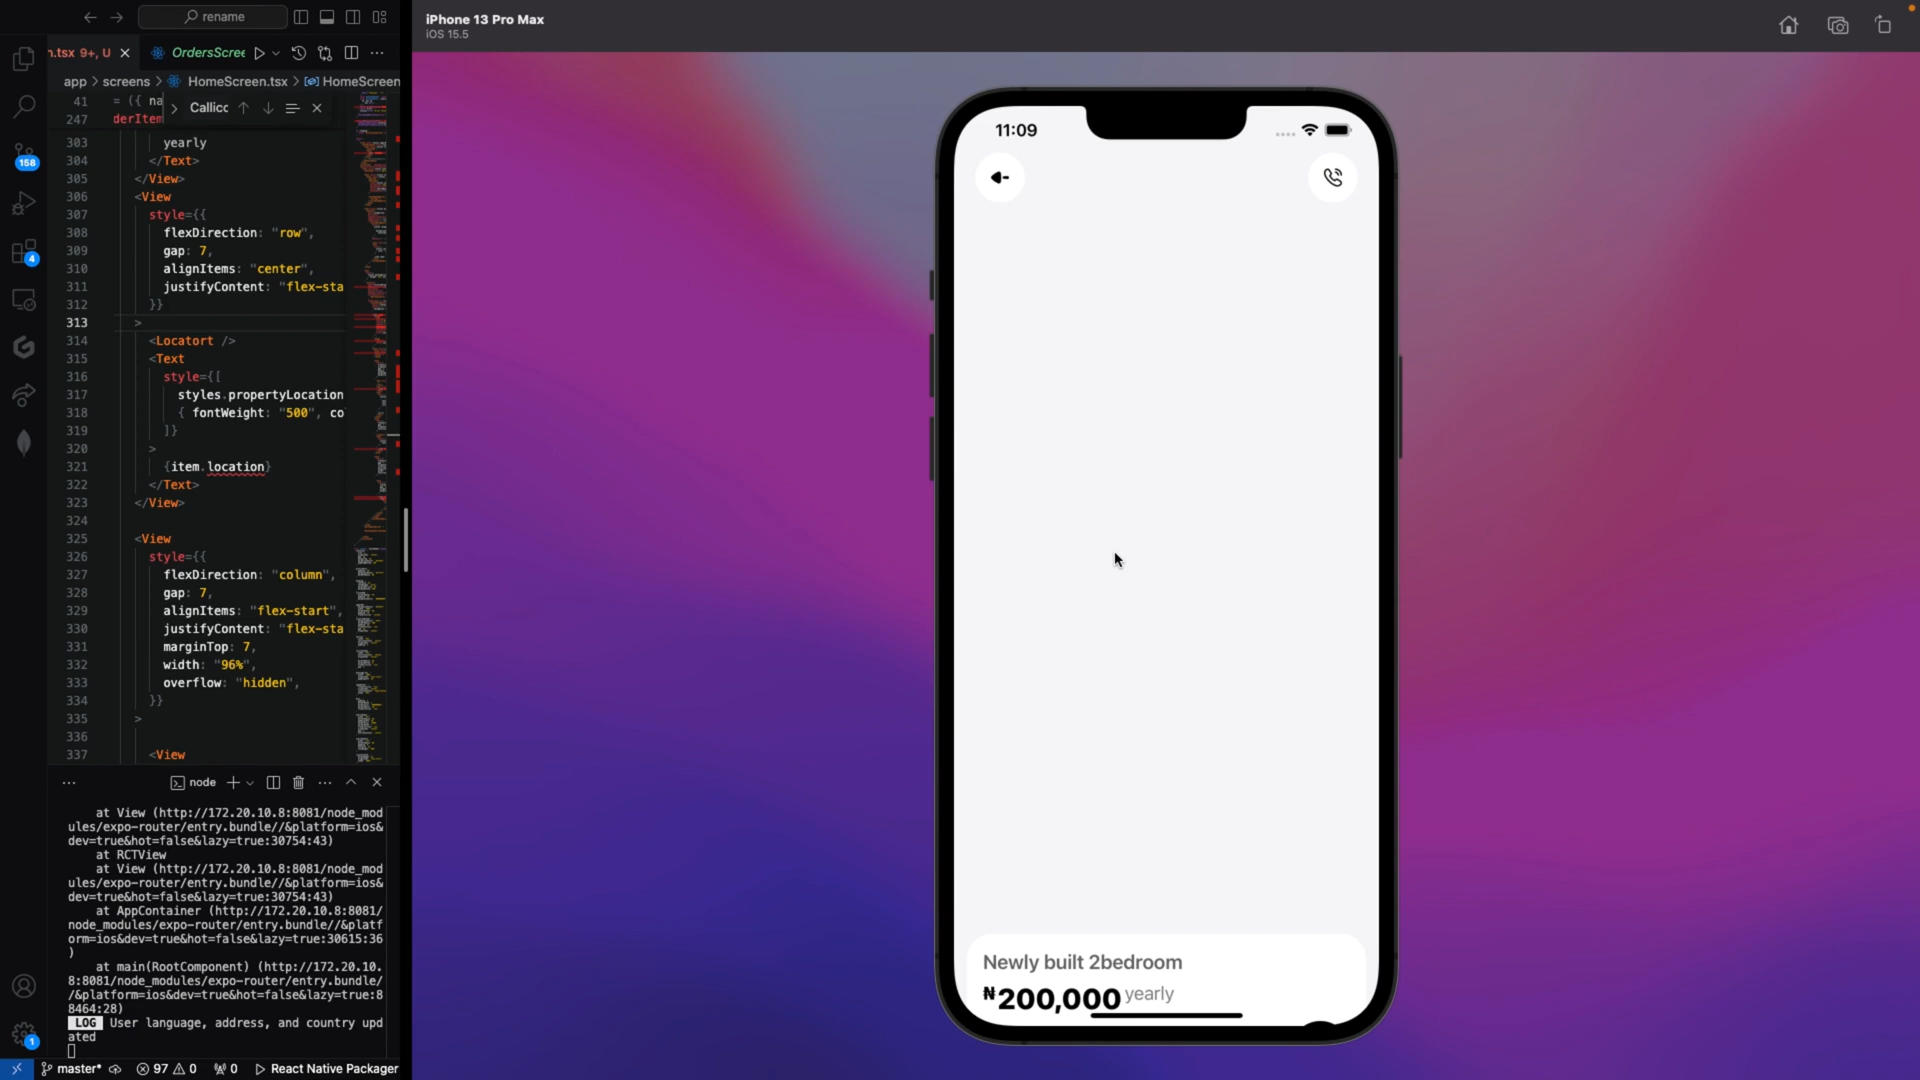 rename
n.tsx 9+, U
OrdersScree
app > screens > HomeScreen.tsx > HomeScreen
41 = ({ na
Callic
247 derItem
303 yearly
304 </Text>
305 </View>
306 <View
307 style={{
308 flexDirection: "row",
309 gap: 7,
310 alignItems: "center",
311 justifyContent: "flex-sta
312 }}
313 >
314 <Locatort />
315 <Text
316 style={[
317 styles.propertyLocation
318 { fontWeight: "500", co
319 ]}
320 >
321 {item.location}
322 </Text>
323 </View>
324
325 <View
326 style={{
327 flexDirection: "column",
328 gap: 7,
329 alignItems: "flex-start",
330 justifyContent: "flex-sta
331 marginTop: 7,
332 width: "96%",
333 overflow: "hidden",
334 }}
335 >
336
337 <View
158
4
1
node
at View (http://172.20.10.8:8081/node_mod
ules/expo-router/entry.bundle//&platform=ios&
dev=true&hot=false&lazy=true:30754:43)
at RCTView
at View (http://172.20.10.8:8081/node_mod
ules/expo-router/entry.bundle//&platform=ios&
dev=true&hot=false&lazy=true:30754:43)
at AppContainer (http://172.20.10.8:8081/
node_modules/expo-router/entry.bundle//&platf
orm=ios&dev=true&hot=false&lazy=true:30615:36
)
at main(RootComponent) (http://172.20.10.
8:8081/node_modules/expo-router/entry.bundle/
/&platform=ios&dev=true&hot=false&lazy=true:8
8464:28)
LOG User language, address, and country upd
ated
master* 97 0 0 React Native Packager
iPhone 13 Pro Max
iOS 15.5
11:09
Newly built 2bedroom
₦200,000 yearly